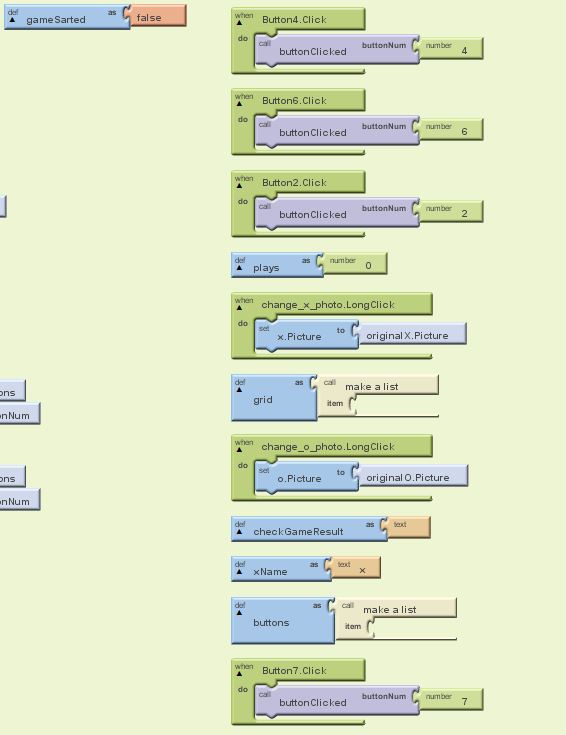 def gameSarted as false
when Button4.Click
do call buttonClicked buttonNum number 4
when Button6.Click
do call buttonClicked buttonNum number 6
when Button2.Click
do call buttonClicked buttonNum number 2
def plays as number 0
when change_x_photo.LongClick
do set x.Picture to originalX.Picture
ons
def grid as call make a list
item
onNum
when change_o_photo.LongClick
ons
do set o.Picture to originalO.Picture
onNum
def checkGameResult as text
def xName as text x
def buttons as call make a list
item
when Button7.Click
do call buttonClicked buttonNum number 7